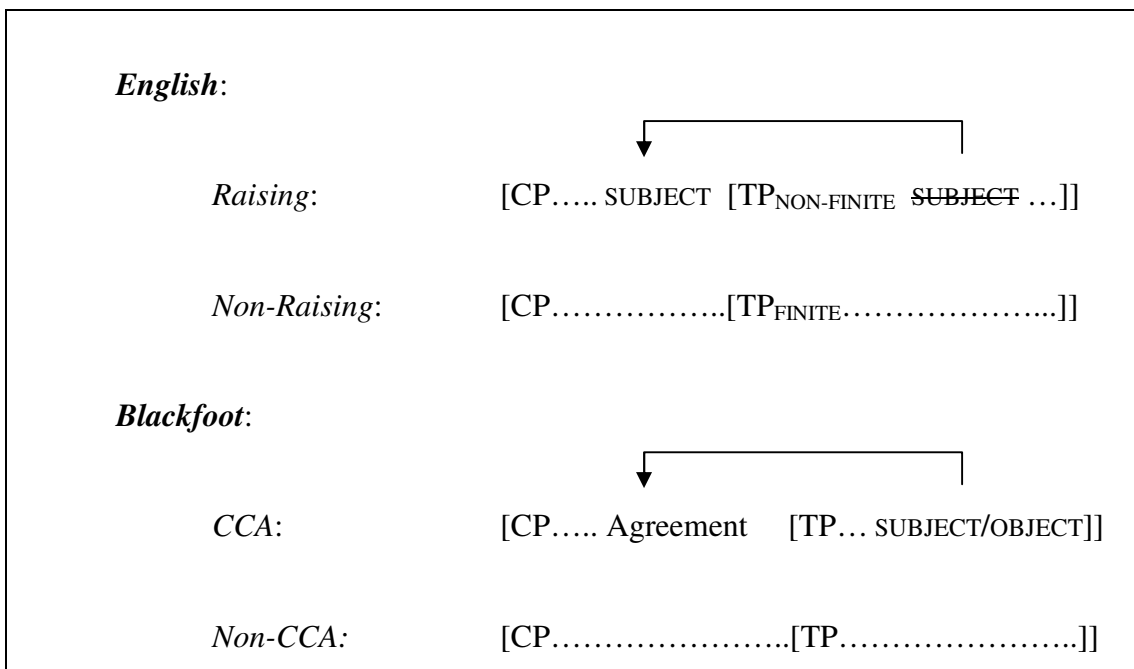 English:
Raising: [CP….. SUBJECT [TPNON-FINITE SUBJECT …]]
Non-Raising: [CP……………..[TPFINITE………………...]]
Blackfoot:
CCA: [CP….. Agreement [TP… SUBJECT/OBJECT]]
Non-CCA: [CP…………………..[TP…………………..]]